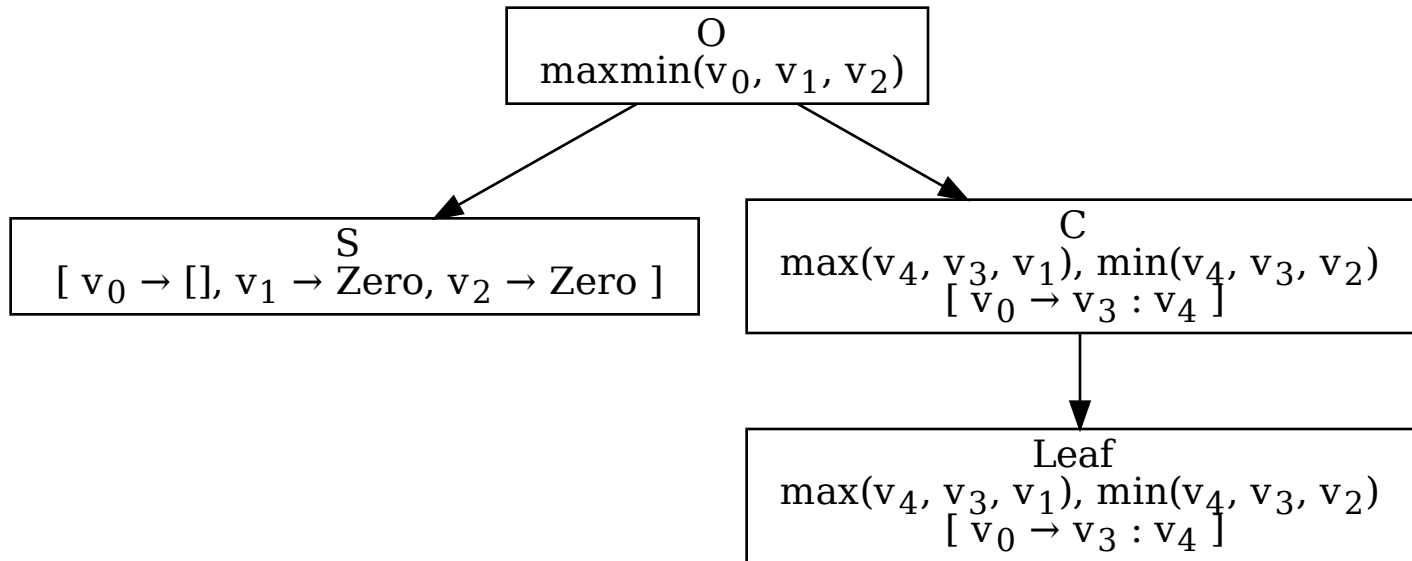 O
maxmin(v₀, v₁, v₂)
S
[ v₀ → [], v₁ → Zero, v₂ → Zero ]
C
max(v₄, v₃, v₁), min(v₄, v₃, v₂)
[ v₀ → v₃ : v₄ ]
Leaf
max(v₄, v₃, v₁), min(v₄, v₃, v₂)
[ v₀ → v₃ : v₄ ]